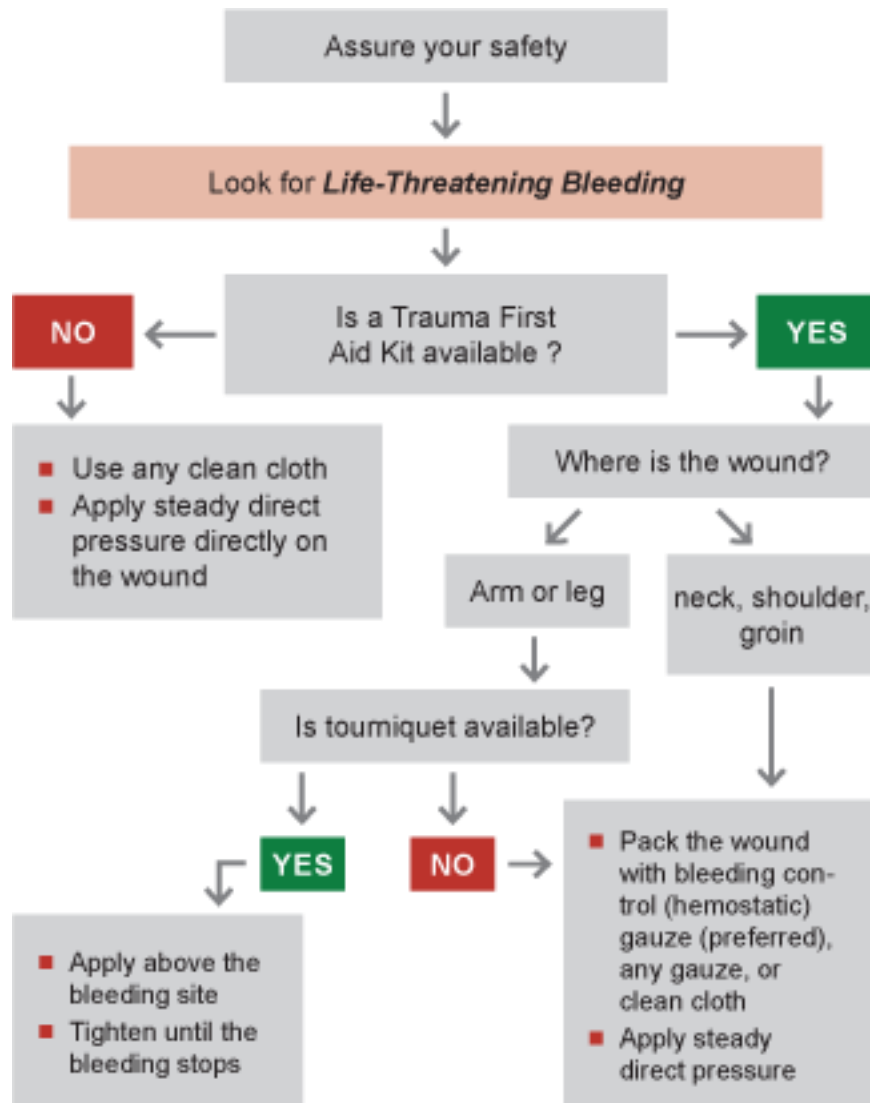 Assure your safety
Look for Life-Threatening Bleeding
Is a Trauma First
Aid Kit available ?
NO
YES
Use any clean cloth
Apply steady direct
pressure directly on
the wound
Where is the wound?
Arm or leg
neck, shoulder,
groin
Is toumiquet available?
YES
NO
Apply above the
bleeding site
Tighten until the
bleeding stops
Pack the wound
with bleeding con-
trol (hemostatic)
gauze (preferred),
any gauze, or
clean cloth
Apply steady
direct pressure